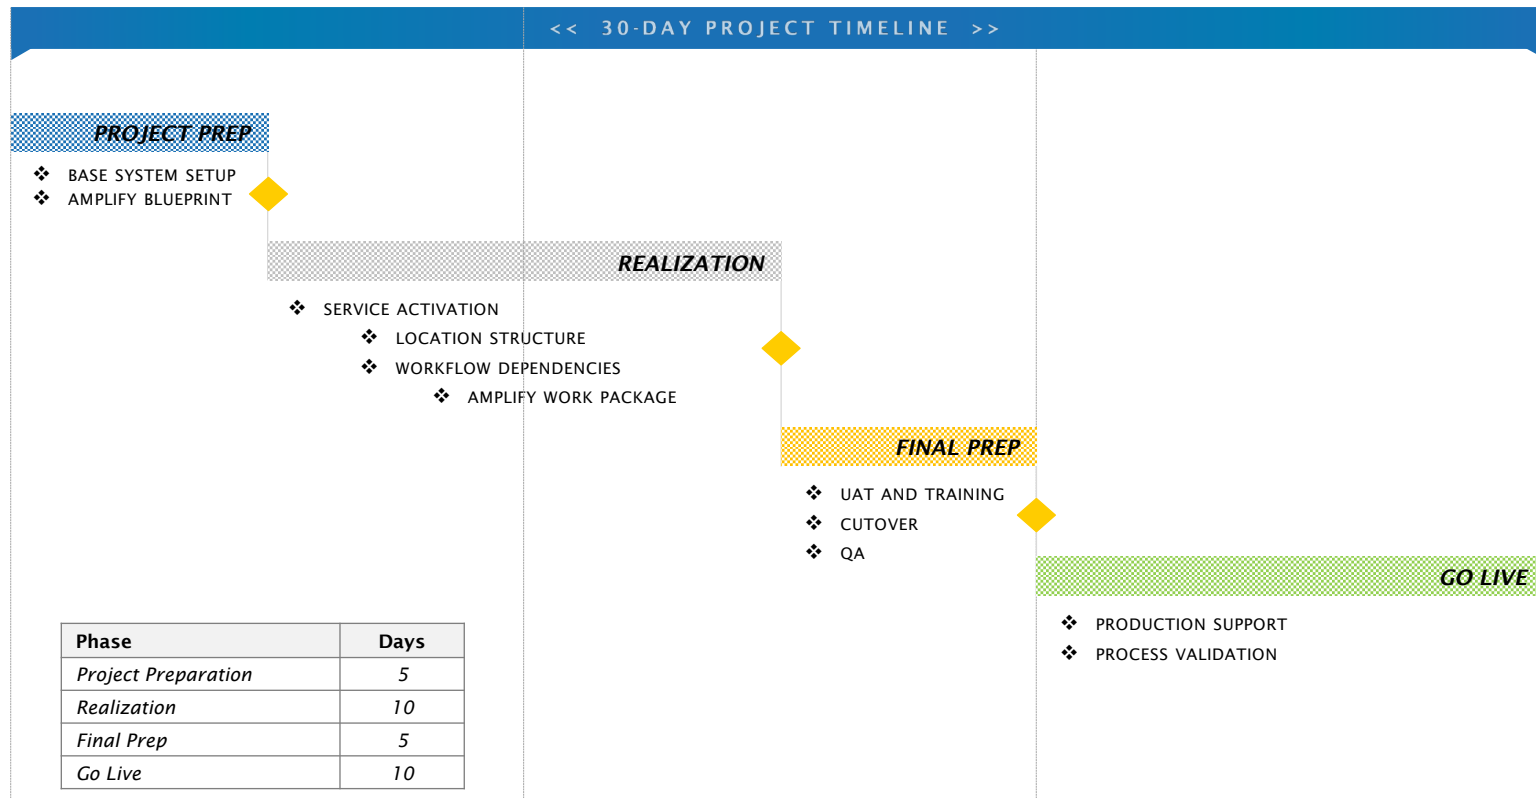 << 30-DAY PROJECT TIMELINE >>
PROJECT PREP
❖ BASE SYSTEM SETUP
❖ AMPLIFY BLUEPRINT
REALIZATION
❖ SERVICE ACTIVATION
❖ LOCATION STRUCTURE
❖ WORKFLOW DEPENDENCIES
❖ AMPLIFY WORK PACKAGE
FINAL PREP
❖ UAT AND TRAINING
❖ CUTOVER
❖ QA
GO LIVE
❖ PRODUCTION SUPPORT
❖ PROCESS VALIDATION
Phase Days
Project Preparation 5
Realization 10
Final Prep 5
Go Live 10